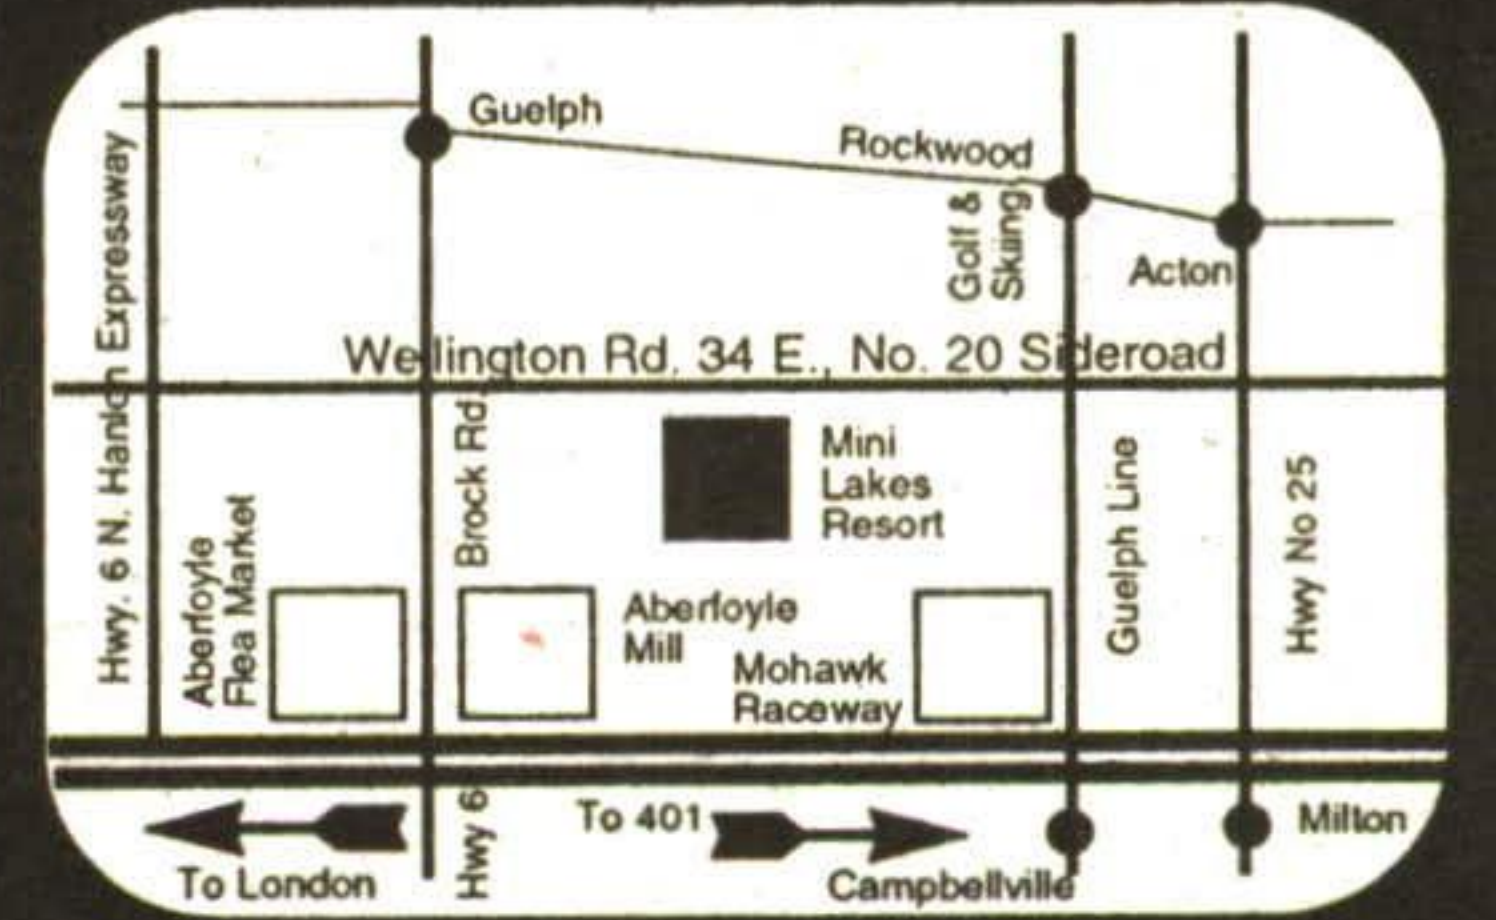 Guelph
Rockwood
Golf &
Skiing
Acton
Hwy. 6 N. Hanlon Expressway
Wellington Rd. 34 E., No. 20 Sideroad
Brock Rd.
Mini
Lakes
Resort
Guelph Line
Hwy No 25
Aberfoyle
Flea Market
Aberfoyle
Mill
Mohawk
Raceway
Hwy 6
To 401
Milton
To London
Campbellville